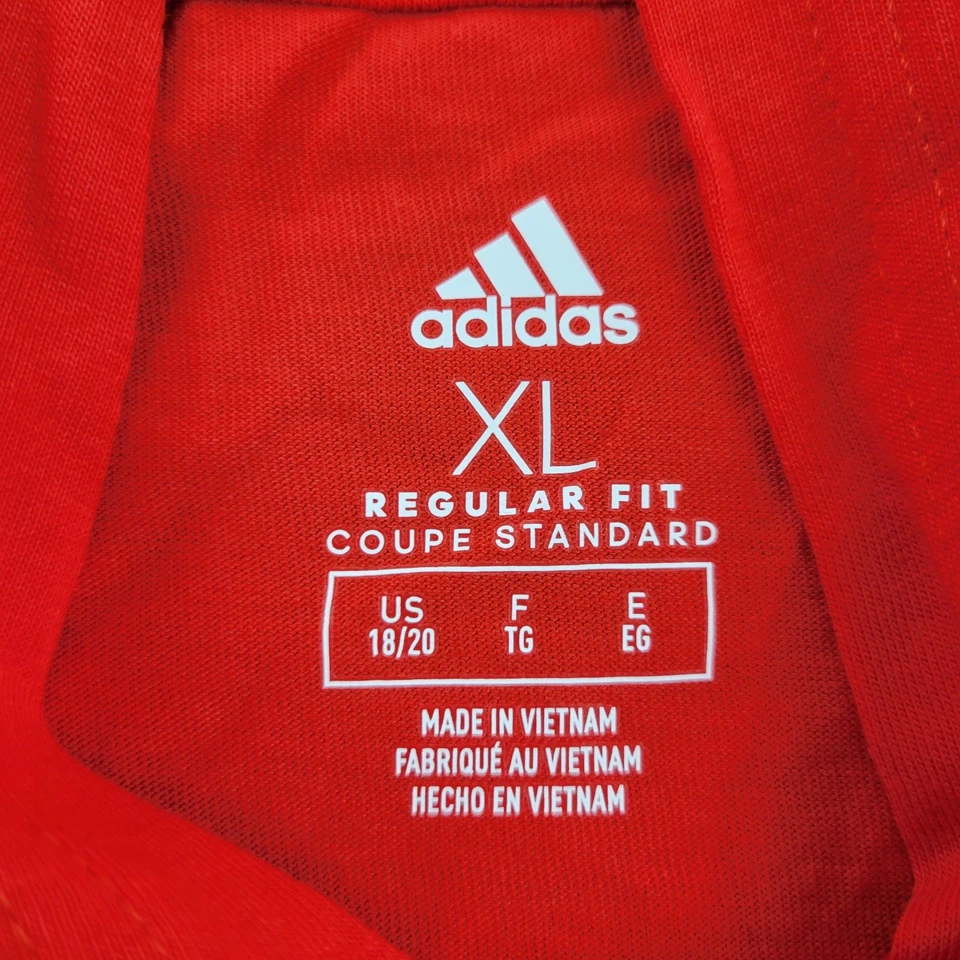 adidas
XL
REGULAR FIT
COUPE STANDARD
US F E
18/20 TG EG
MADE IN VIETNAM
FABRIQUÉ AU VIETNAM
HECHO EN VIETNAM